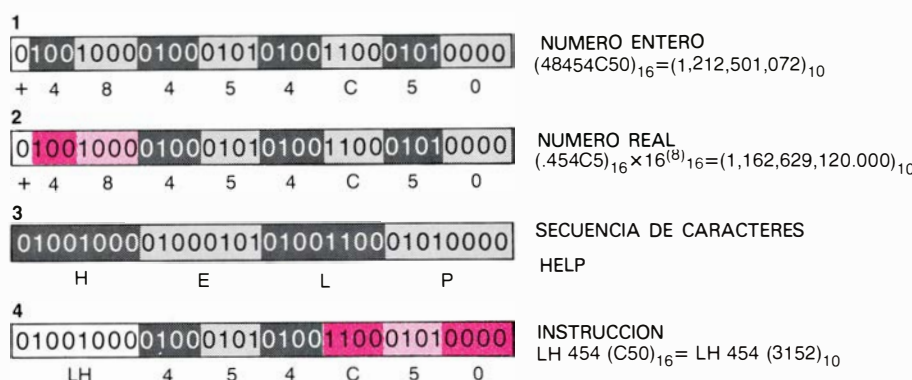 1
01001000010001010100110001010000
+ 4 8 4 5 4 C 5 0
NUMERO ENTERO
(48454C50)16=(1,212,501,072)10
2
01001000010001010100110001010000
+ 4 8 4 5 4 C 5 0
NUMERO REAL
(.454C5)16×16(8)16=(1,162,629,120.000)10
3
01001000010001010100110001010000
H E L P
SECUENCIA DE CARACTERES
HELP
4
01001000010001010100110001010000
LH 4 5 4 C 5 0
INSTRUCCION
LH 454 (C50)16= LH 454 (3152)10